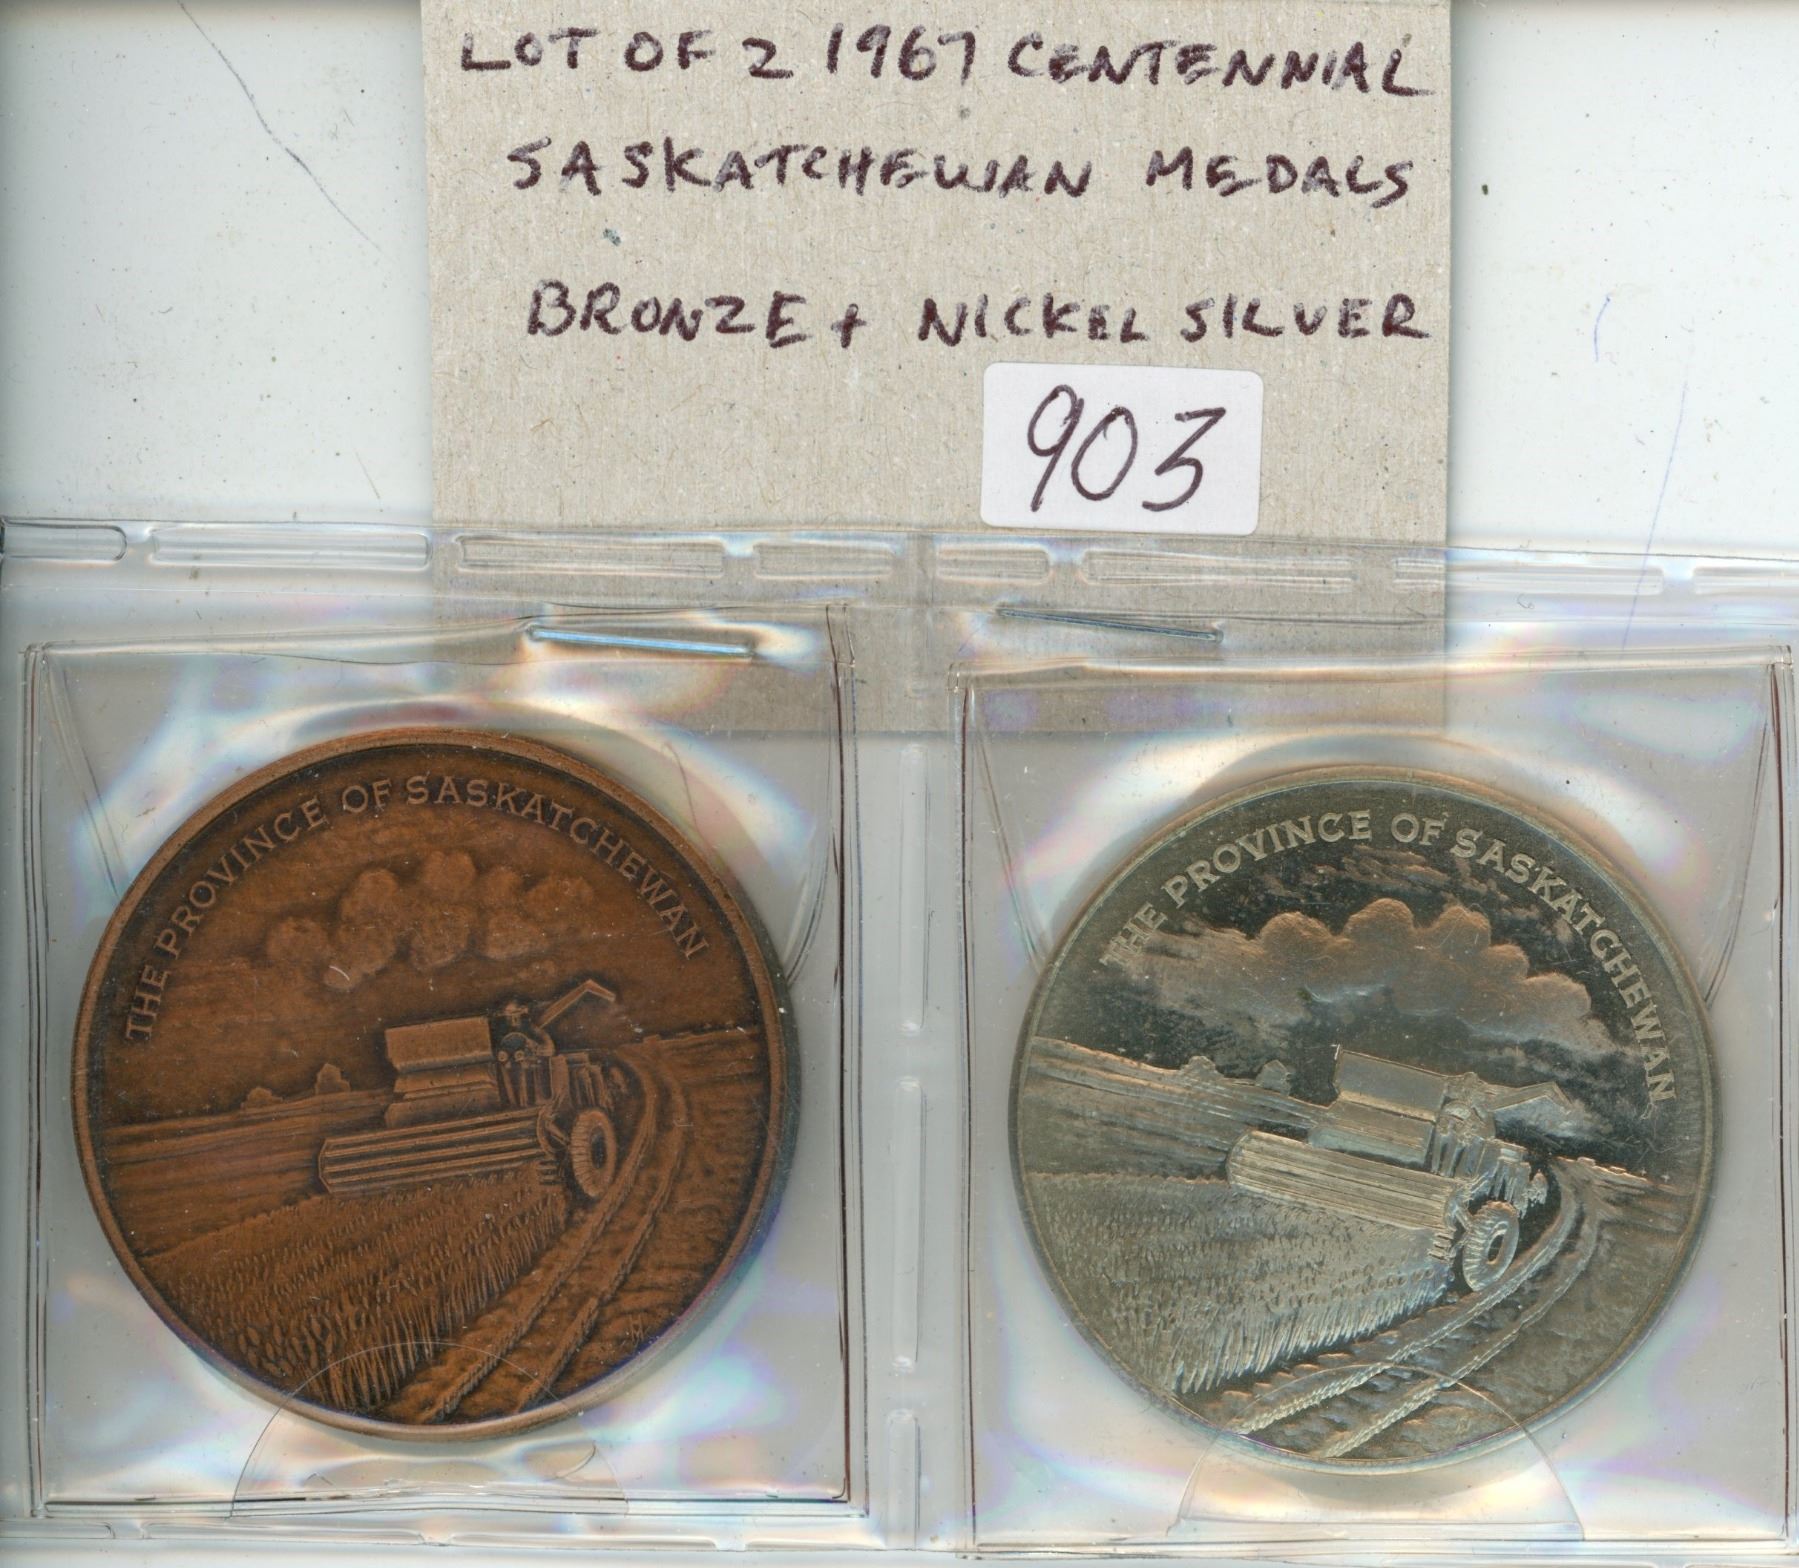 LOT OF 2 1967 CENTENNIAL
SASKATCHEWAN MEDALS
BRONZE + NICKEL SILVER
903
THE PROVINCE OF SASKATCHEWAN
THE PROVINCE OF SASKATCHEWAN